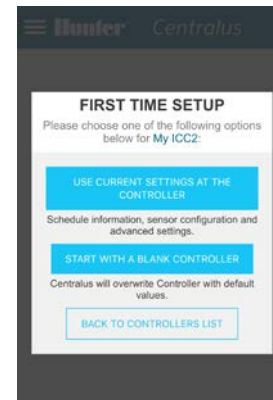 Hunter Centralus
FIRST TIME SETUP
Please choose one of the following options
below for My ICC2:
USE CURRENT SETTINGS AT THE
CONTROLLER
Schedule information, sensor configuration and
advanced settings.
START WITH A BLANK CONTROLLER
Centralus will overwrite Controller with default
values.
BACK TO CONTROLLERS LIST